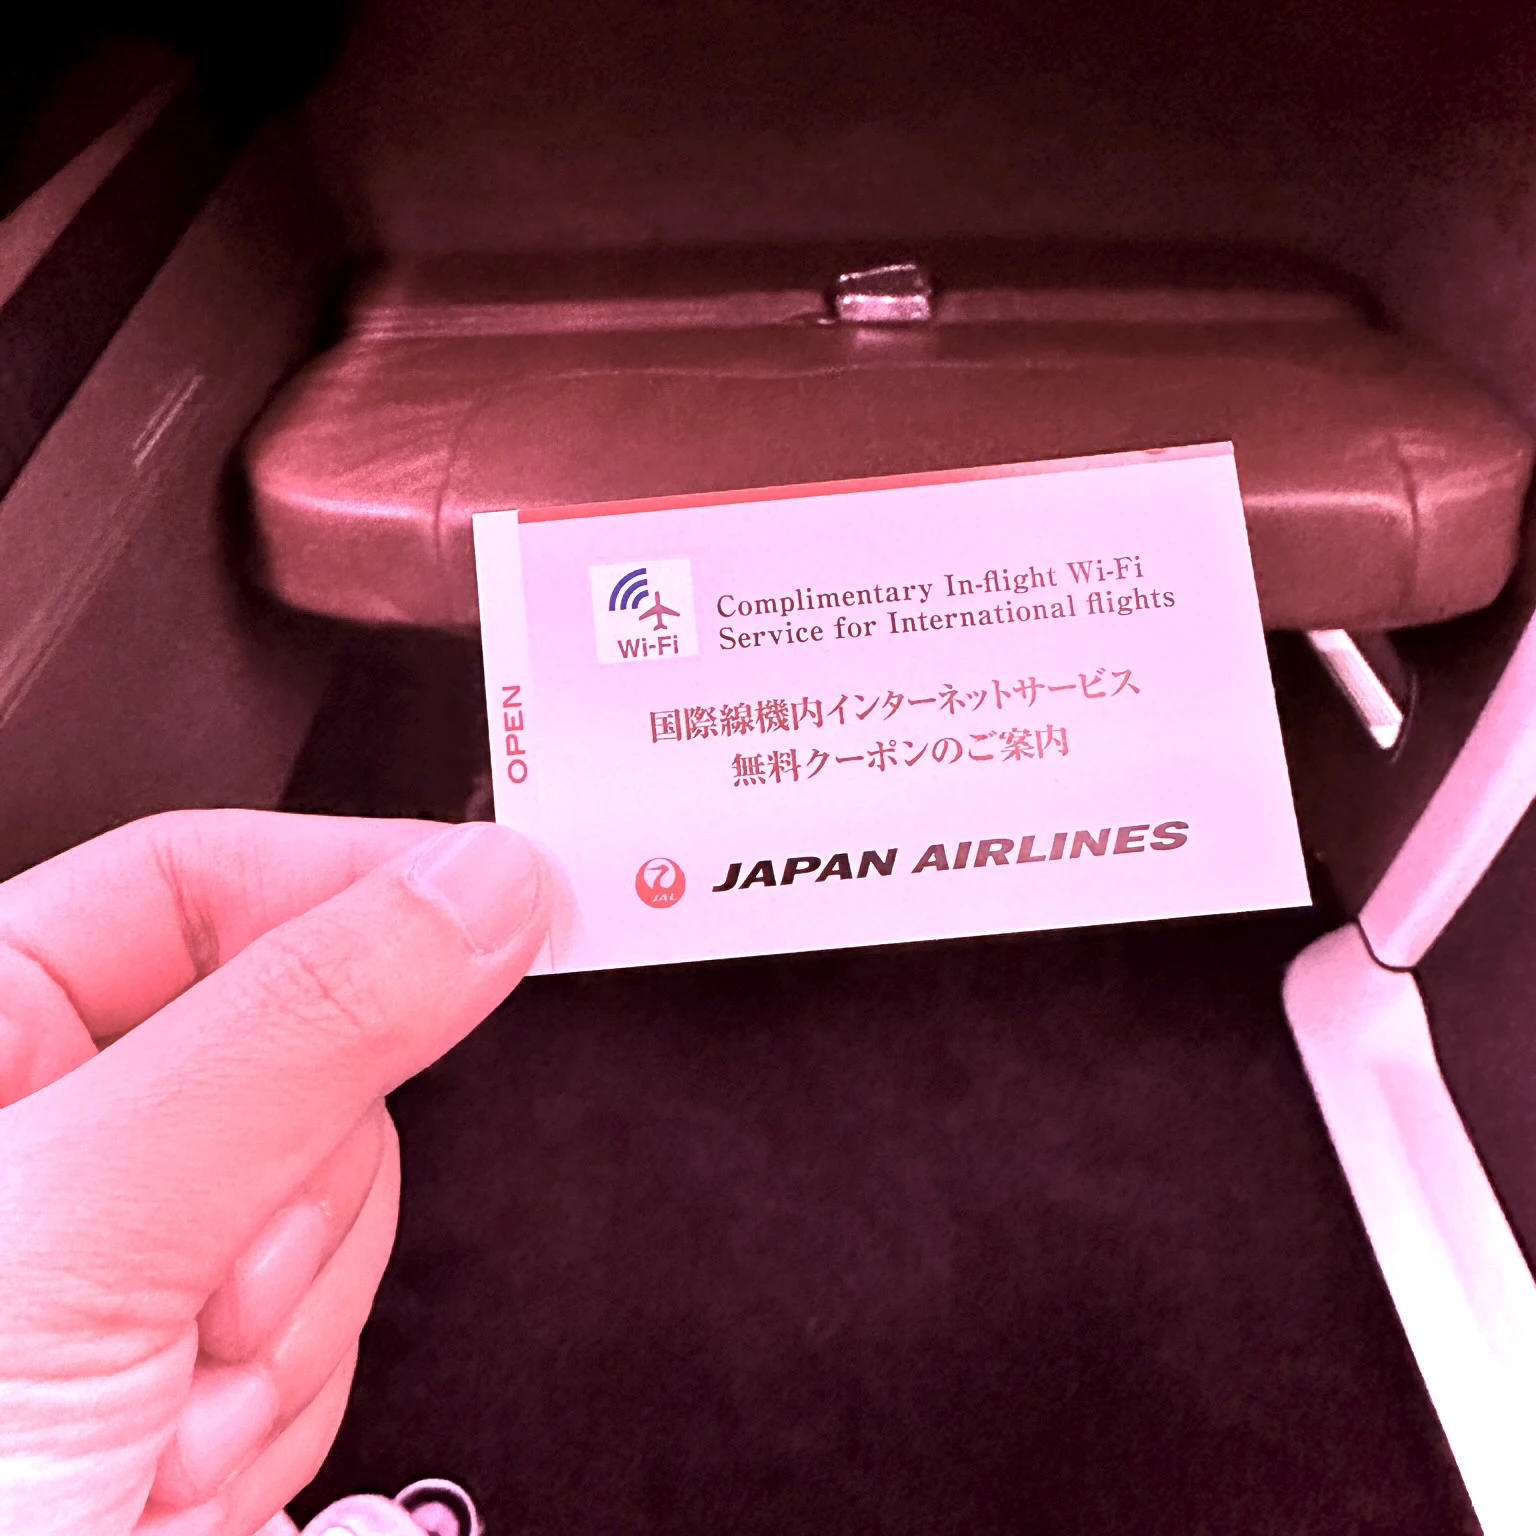 Wi-Fi
Complimentary In-flight Wi-Fi
Service for International flights
OPEN
国際線機内インターネットサービス
無料クーポンのご案内
JAL
JAPAN AIRLINES